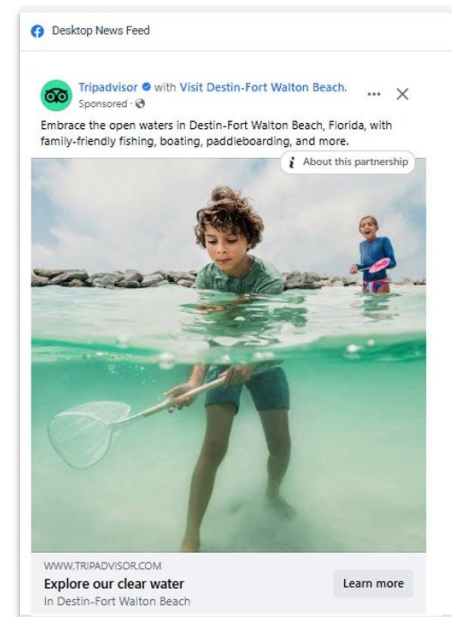 Desktop News Feed
Tripadvisor with Visit Destin-Fort Walton Beach.
Sponsored ·
Embrace the open waters in Destin-Fort Walton Beach, Florida, with
family-friendly fishing, boating, paddleboarding, and more.
About this partnership
WWW.TRIPADVISOR.COM
Explore our clear water
In Destin-Fort Walton Beach
Learn more